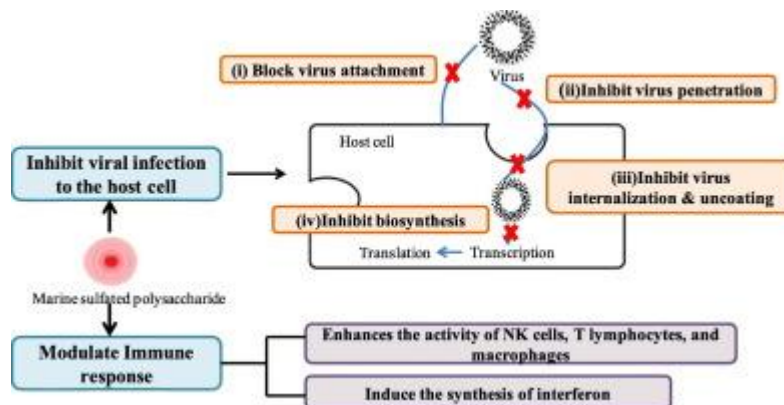 (i) Block virus attachment
Virus
(ii)Inhibit virus penetration
Host cell
Inhibit viral infection
to the host cell
(iii)Inhibit virus
internalization & uncoating
(iv)Inhibit biosynthesis
Translation
Transcription
Marine sulfated polysaccharide
Modulate Immune
response
Enhances the activity of NK cells, T lymphocytes, and
macrophages
Induce the synthesis of interferon